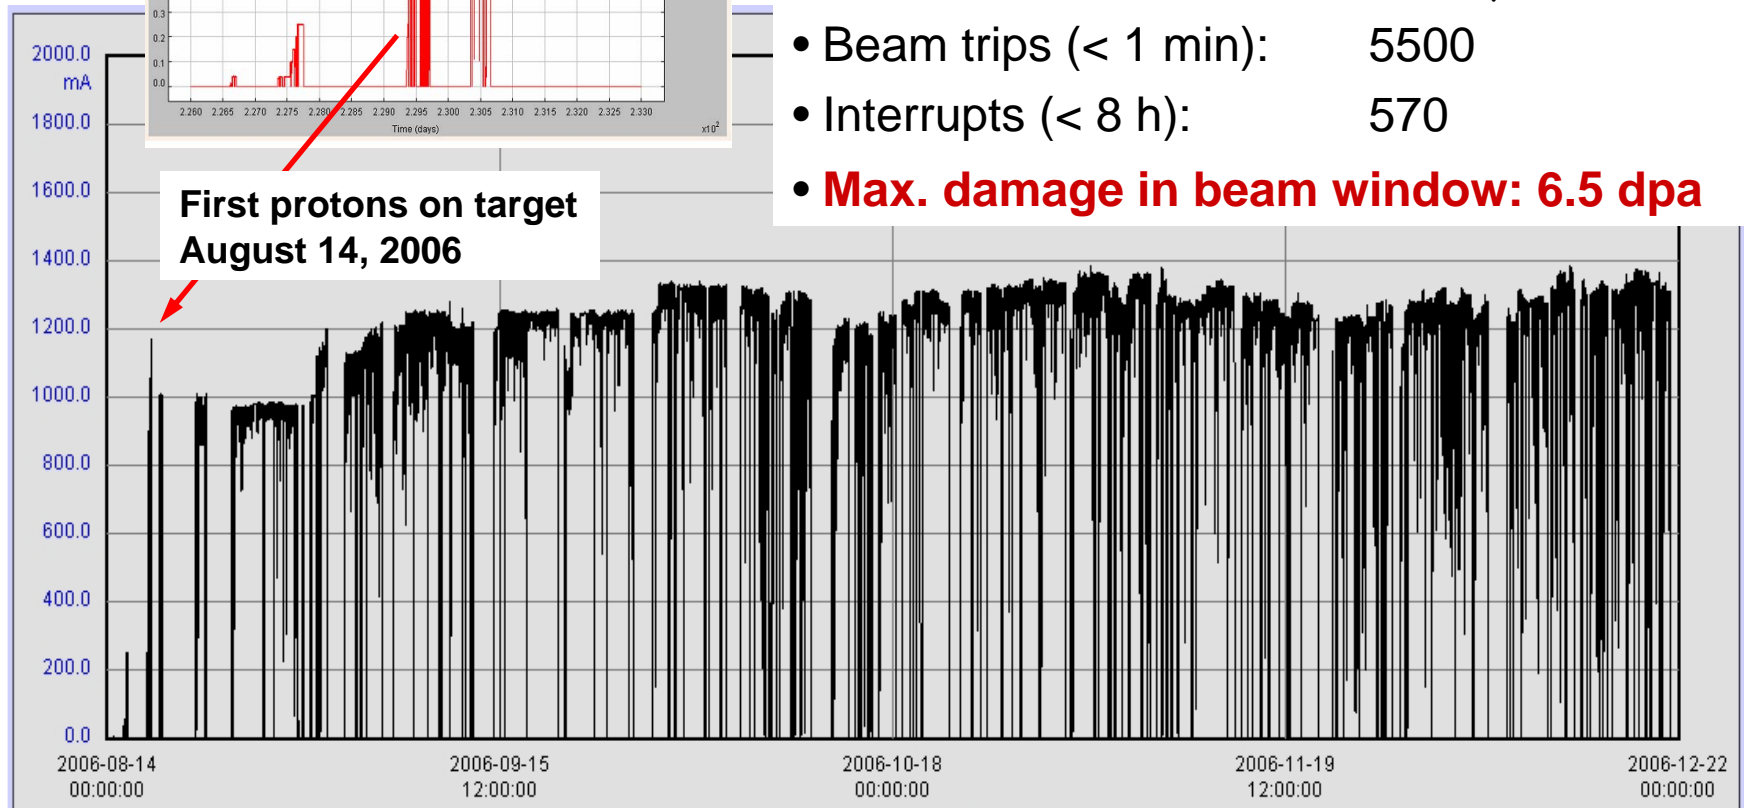 0.3
0.2
0.1
0.0
2.260 2.265 2.270 2.275 2.280 2.285 2.290 2.295 2.300 2.305 2.310 2.315 2.320 2.325 2.330
Time (days)
x10²
• Beam trips (< 1 min): 5500
• Interrupts (< 8 h): 570
• Max. damage in beam window: 6.5 dpa
First protons on target
August 14, 2006
2000.0
mA
1800.0
1600.0
1400.0
1200.0
1000.0
800.0
600.0
400.0
200.0
0.0
2006-08-14 2006-09-15 2006-10-18 2006-11-19 2006-12-22
00:00:00 12:00:00 00:00:00 12:00:00 00:00:00